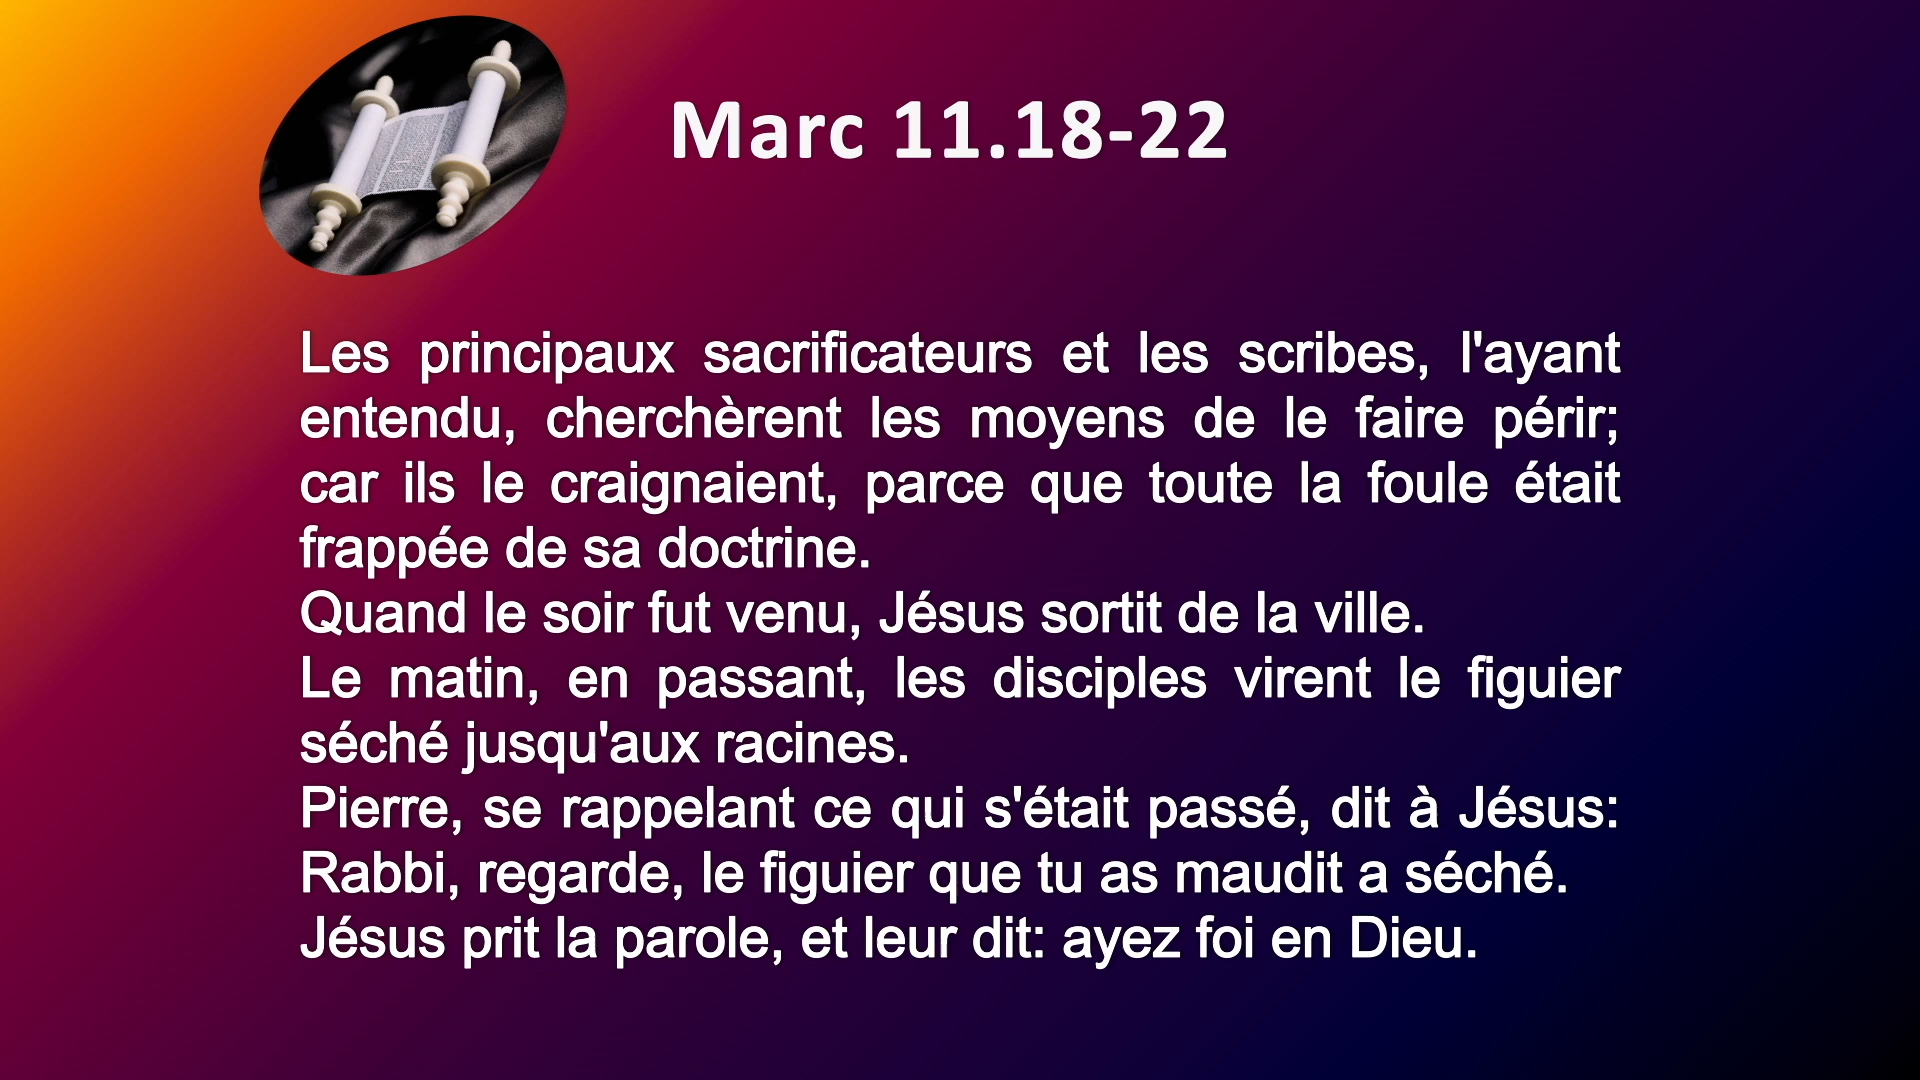 Marc 11.18-22
Les principaux sacrificateurs et les scribes, l'ayant
entendu, cherchèrent les moyens de le faire périr;
car ils le craignaient, parce que toute la foule était
frappée de sa doctrine.
Quand le soir fut venu, Jésus sortit de la ville.
Le matin, en passant, les disciples virent le figuier
séché jusqu'aux racines.
Pierre, se rappelant ce qui s'était passé, dit à Jésus:
Rabbi, regarde, le figuier que tu as maudit a séché.
Jésus prit la parole, et leur dit: ayez foi en Dieu.